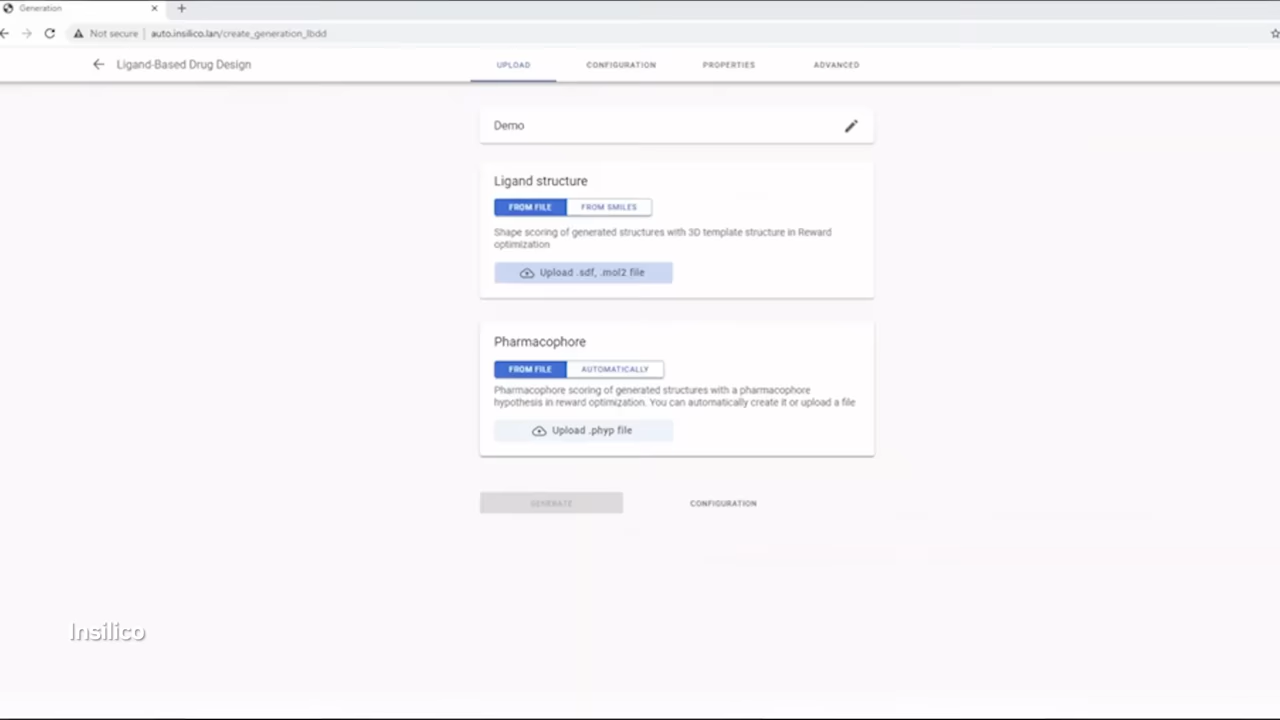 Generation
Not secure | auto.insilico.lan/create_generation_lbdd
Ligand-Based Drug Design
UPLOAD
CONFIGURATION
PROPERTIES
ADVANCED
Demo
Ligand structure
FROM FILE
FROM SMILES
Shape scoring of generated structures with 3D template structure in Reward
optimization
Upload .sdf, .mol2 file
Pharmacophore
FROM FILE
AUTOMATICALLY
Pharmacophore scoring of generated structures with a pharmacophore
hypothesis in reward optimization. You can automatically create it or upload a file
Upload .phyp file
GENERATE
CONFIGURATION
Insilico